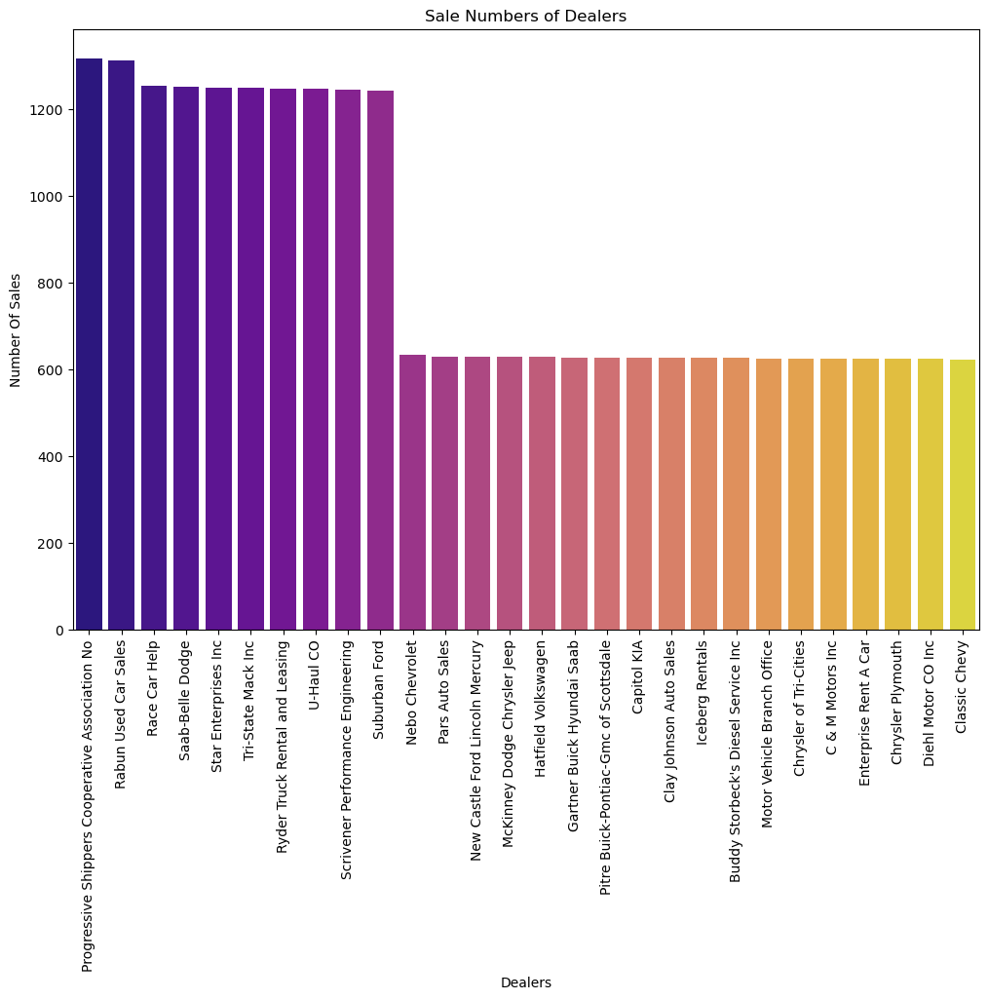 Sale Numbers of Dealers
Number Of Sales
1200
1000
800
600
400
200
0
Progressive Shippers Cooperative Association No
Rabun Used Car Sales
Race Car Help
Saab-Belle Dodge
Star Enterprises Inc
Tri-State Mack Inc
Ryder Truck Rental and Leasing
U-Haul CO
Scrivener Performance Engineering
Suburban Ford
Nebo Chevrolet
Pars Auto Sales
New Castle Ford Lincoln Mercury
McKinney Dodge Chrysler Jeep
Hatfield Volkswagen
Gartner Buick Hyundai Saab
Pitre Buick-Pontiac-Gmc of Scottsdale
Capitol KIA
Clay Johnson Auto Sales
Iceberg Rentals
Buddy Storbeck's Diesel Service Inc
Motor Vehicle Branch Office
Chrysler of Tri-Cities
C & M Motors Inc
Enterprise Rent A Car
Chrysler Plymouth
Diehl Motor CO Inc
Classic Chevy
Dealers